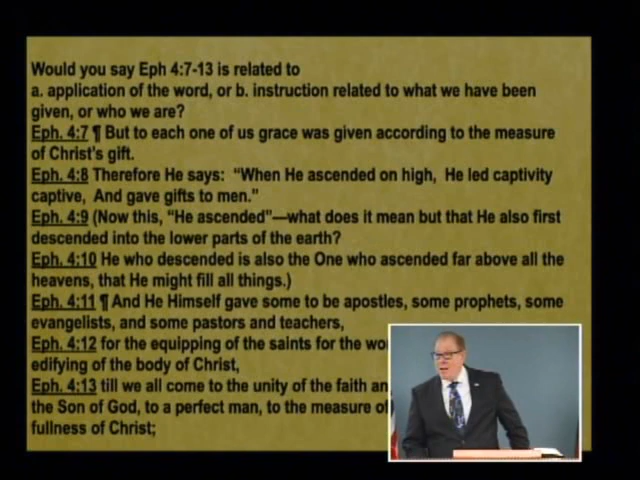 Would you say Eph 4:7-13 is related to
a. application of the word, or b. instruction related to what we have been
given, or who we are?
Eph. 4:7 ¶ But to each one of us grace was given according to the measure
of Christ's gift.
Eph. 4:8 Therefore He says:  “When He ascended on high,  He led captivity
captive,  And gave gifts to men.”
Eph. 4:9 (Now this, “He ascended”—what does it mean but that He also first
descended into the lower parts of the earth?
Eph. 4:10 He who descended is also the One who ascended far above all the
heavens, that He might fill all things.)
Eph. 4:11 ¶ And He Himself gave some to be apostles, some prophets, some
evangelists, and some pastors and teachers,
Eph. 4:12 for the equipping of the saints for the
edifying of the body of Christ,
Eph. 4:13 till we all come to the unity of the faith
the Son of God, to a perfect man, to the measure of
fullness of Christ;